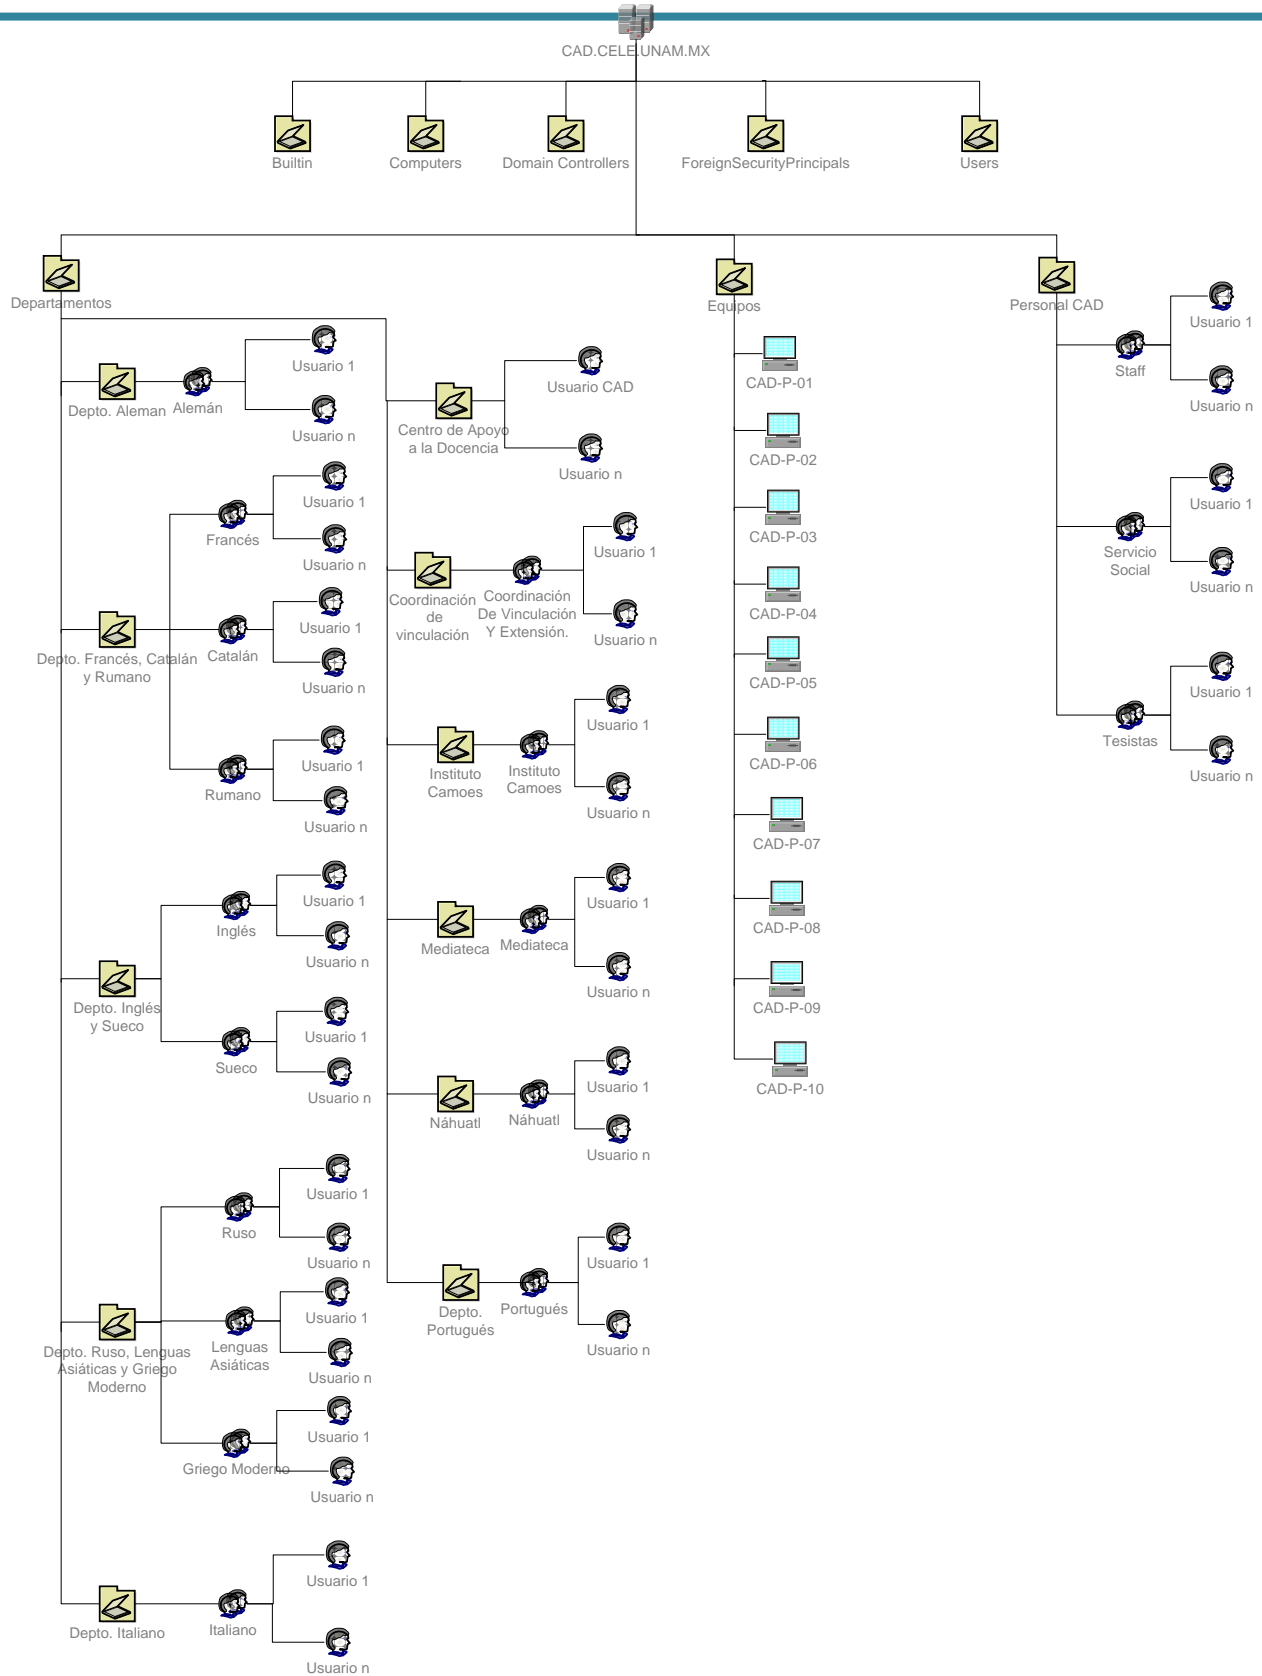 CAD.CELE.UNAM.MX
Builtin
Computers
Domain Controllers
ForeignSecurityPrincipals
Users
Departamentos
Depto. Aleman
Alemán
Usuario 1
Usuario n
Depto. Francés, Catalán
y Rumano
Francés
Usuario 1
Usuario n
Catalán
Usuario 1
Usuario n
Rumano
Usuario 1
Usuario n
Depto. Inglés
y Sueco
Inglés
Usuario 1
Usuario n
Sueco
Usuario 1
Usuario n
Depto. Ruso, Lenguas
Asiáticas y Griego
Moderno
Ruso
Usuario 1
Usuario n
Lenguas
Asiáticas
Usuario 1
Usuario n
Griego Moderno
Usuario 1
Usuario n
Depto. Italiano
Italiano
Usuario 1
Usuario n
Centro de Apoyo
a la Docencia
Usuario CAD
Usuario n
Coordinación
de
vinculación
Coordinación
De Vinculación
Y Extensión.
Usuario 1
Usuario n
Instituto
Camoes
Instituto
Camoes
Usuario 1
Usuario n
Mediateca
Mediateca
Usuario 1
Usuario n
Náhuatl
Náhuatl
Usuario 1
Usuario n
Depto.
Portugués
Portugués
Usuario 1
Usuario n
Equipos
CAD-P-01
CAD-P-02
CAD-P-03
CAD-P-04
CAD-P-05
CAD-P-06
CAD-P-07
CAD-P-08
CAD-P-09
CAD-P-10
Personal CAD
Staff
Usuario 1
Usuario n
Servicio
Social
Usuario 1
Usuario n
Tesistas
Usuario 1
Usuario n